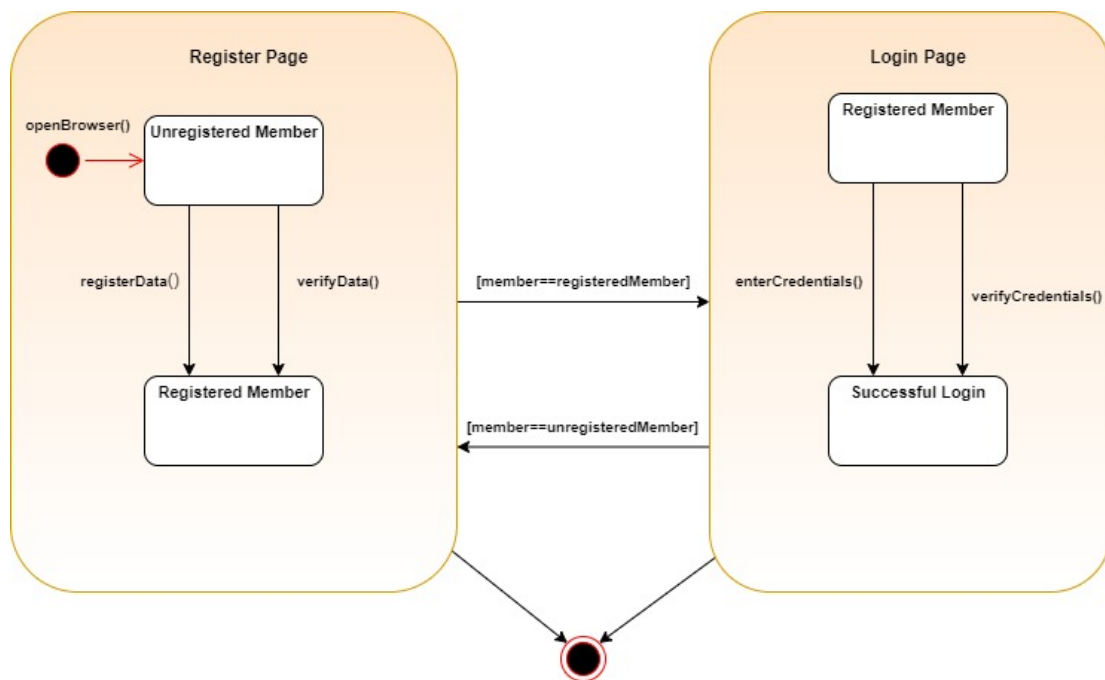 Register Page
openBrowser()
Unregistered Member
registerData()
verifyData()
Registered Member
[member==registeredMember]
[member==unregisteredMember]
Login Page
Registered Member
enterCredentials()
verifyCredentials()
Successful Login